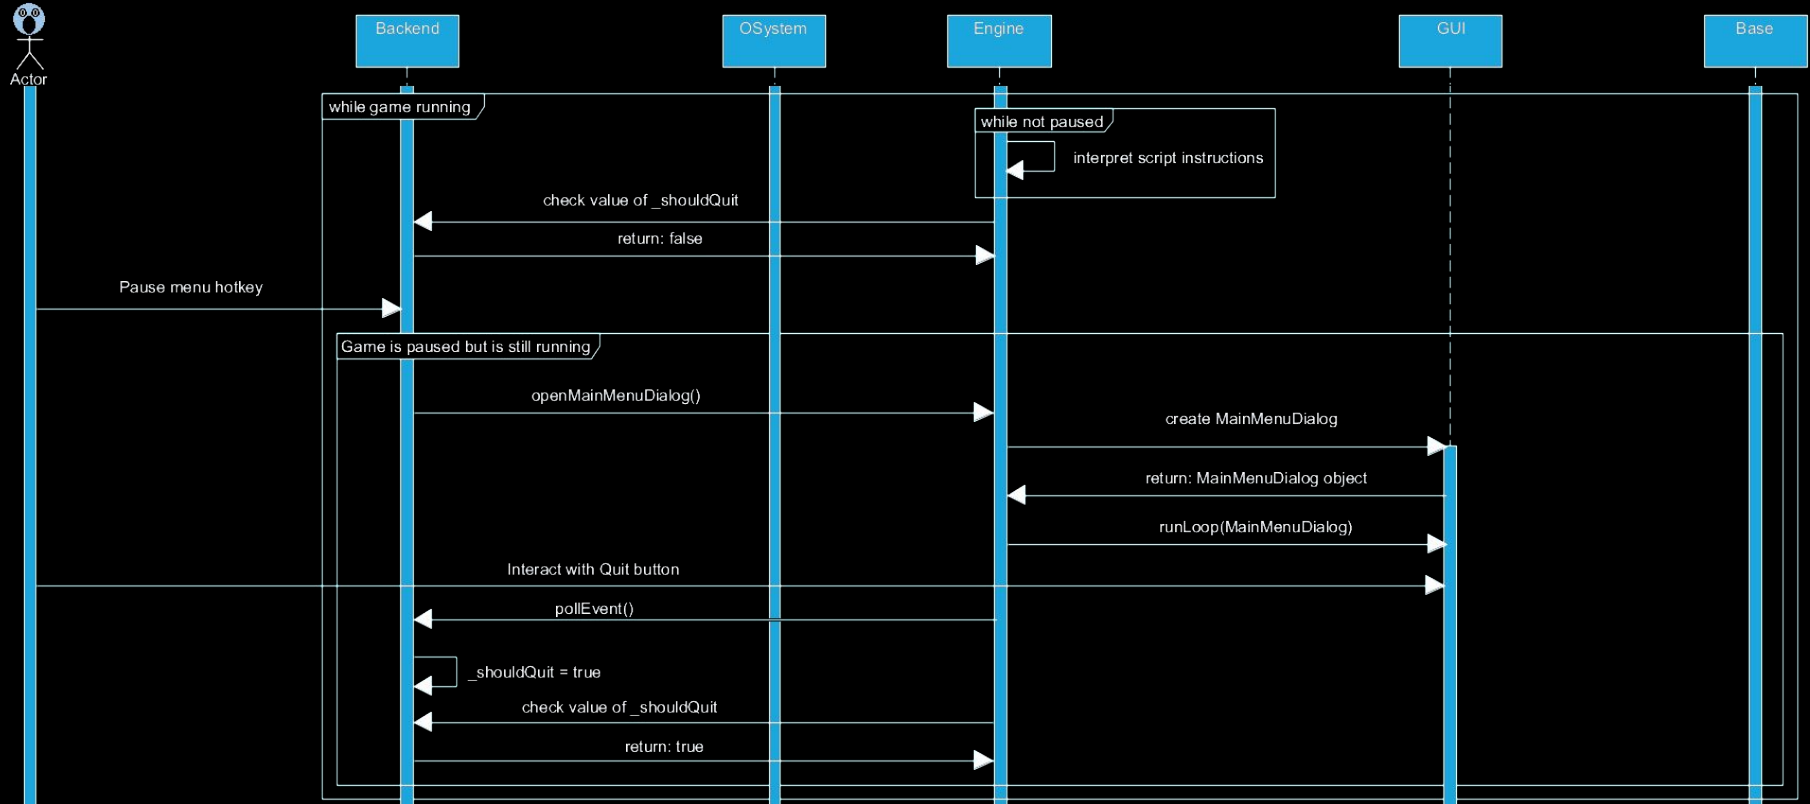 Actor
Backend
OSystem
Engine
GUI
Base
while game running
while not paused
interpret script instructions
check value of _shouldQuit
return: false
Pause menu hotkey
Game is paused but is still running
openMainMenuDialog()
create MainMenuDialog
return: MainMenuDialog object
runLoop(MainMenuDialog)
Interact with Quit button
pollEvent()
_shouldQuit = true
check value of _shouldQuit
return: true